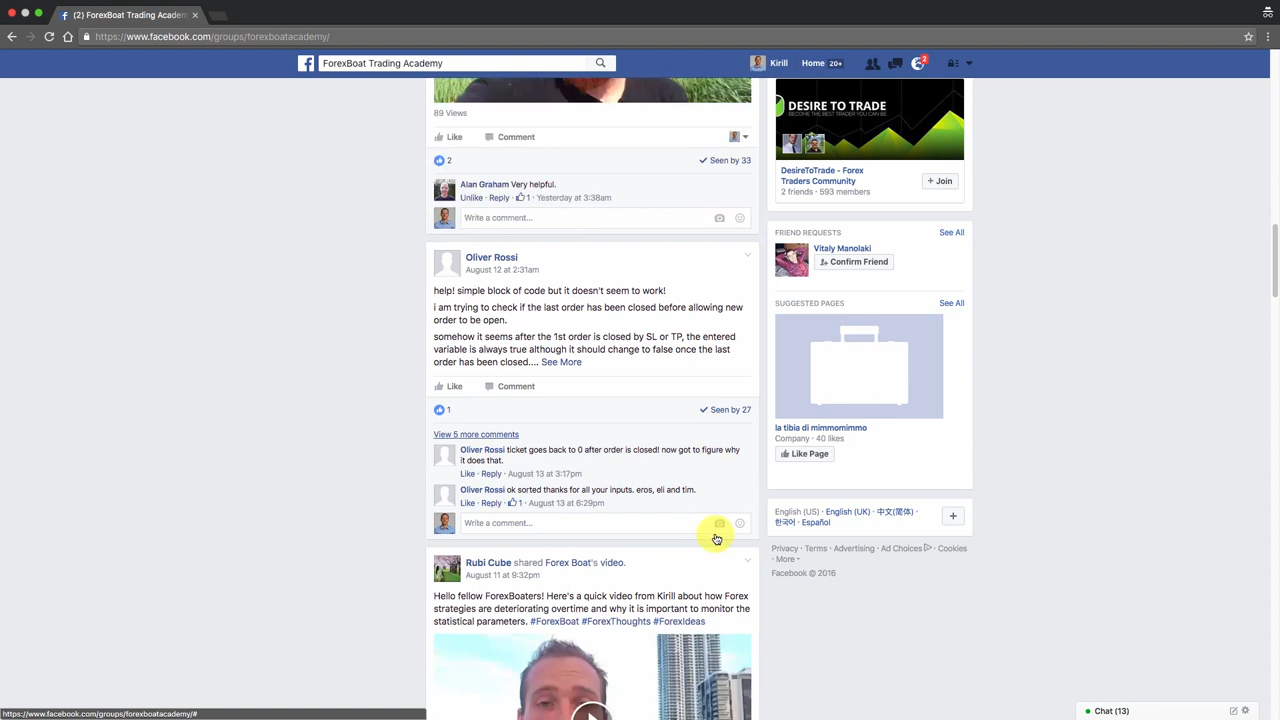 (2) ForexBoat Trading Academy
https://www.facebook.com/groups/forexboatacademy/
ForexBoat Trading Academy
Kirill
Home 20+
2
89 Views
Like
Comment
2
Seen by 33
Alan Graham Very helpful.
Unlike · Reply · 1 · Yesterday at 3:38am
Write a comment...
Oliver Rossi
August 12 at 2:31am
help! simple block of code but it doesn't seem to work!
i am trying to check if the last order has been closed before allowing new
order to be open.
somehow it seems after the 1st order is closed by SL or TP, the entered
variable is always true although it should change to false once the last
order has been closed.... See More
Like
Comment
1
Seen by 27
View 5 more comments
Oliver Rossi ticket goes back to 0 after order is closed! now got to figure why
it does that.
Like · Reply · August 13 at 3:17pm
Oliver Rossi ok sorted thanks for all your inputs. eros, eli and tim.
Like · Reply · 1 · August 13 at 6:29pm
Write a comment...
Rubi Cube shared Forex Boat's video.
August 11 at 9:32pm
Hello fellow ForexBoaters! Here's a quick video from Kirill about how Forex
strategies are deteriorating overtime and why it is important to monitor the
statistical parameters. #ForexBoat #ForexThoughts #ForexIdeas
DESIRE TO TRADE
BECOME THE BEST TRADER YOU CAN BE
DesireToTrade - Forex
Traders Community
2 friends · 593 members
+ Join
FRIEND REQUESTS
See All
Vitaly Manolaki
Confirm Friend
SUGGESTED PAGES
See All
la tibia di mimmomimmo
Company · 40 likes
Like Page
English (US) · English (UK) · 中文(简体) ·
한국어 · Español
Privacy · Terms · Advertising · Ad Choices · Cookies
· More
Facebook © 2016
https://www.facebook.com/groups/forexboatacademy/#
Chat (13)